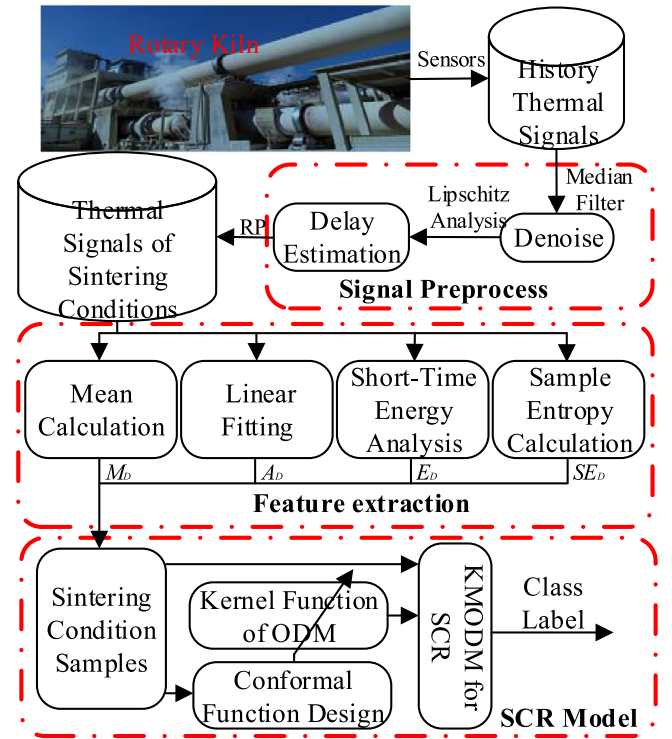 Rotary Kiln
Sensors
History
Thermal
Signals
Median
Filter
Denoise
Lipschitz
Analysis
Delay
Estimation
RP
Signal Preprocess
Thermal
Signals of
Sintering
Conditions
Mean
Calculation
Linear
Fitting
Short-Time
Energy
Analysis
Sample
Entropy
Calculation
MD
AD
ED
SED
Feature extraction
Sintering
Condition
Samples
Kernel Function
of ODM
Conformal
Function Design
KMODM for
SCR
Class
Label
SCR Model